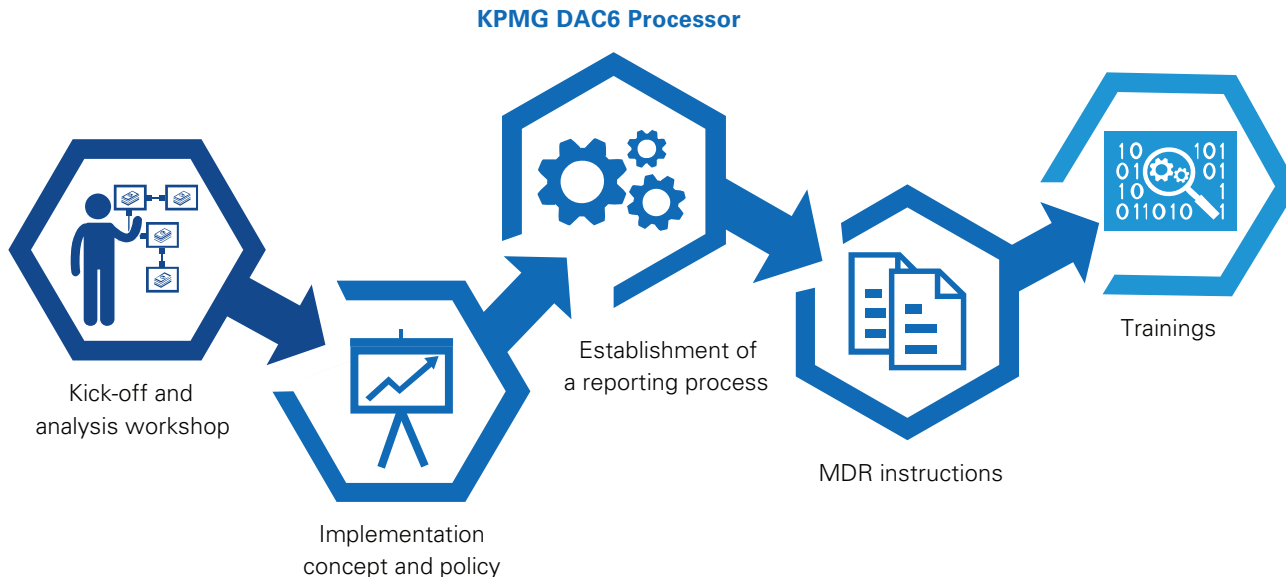 KPMG DAC6 Processor
Kick-off and
analysis workshop
Implementation
concept and policy
Establishment of
a reporting process
MDR instructions
10 101
01 01
10 1
011010 1
Trainings